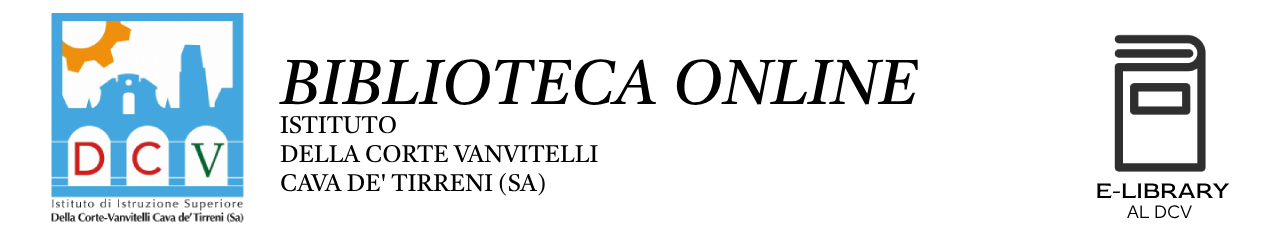 D C V
Istituto di Istruzione Superiore
Della Corte-Vanvitelli Cava de'Tirreni (Sa)
BIBLIOTECA ONLINE
ISTITUTO
DELLA CORTE VANVITELLI
CAVA DE' TIRRENI (SA)
E-LIBRARY
AL DCV